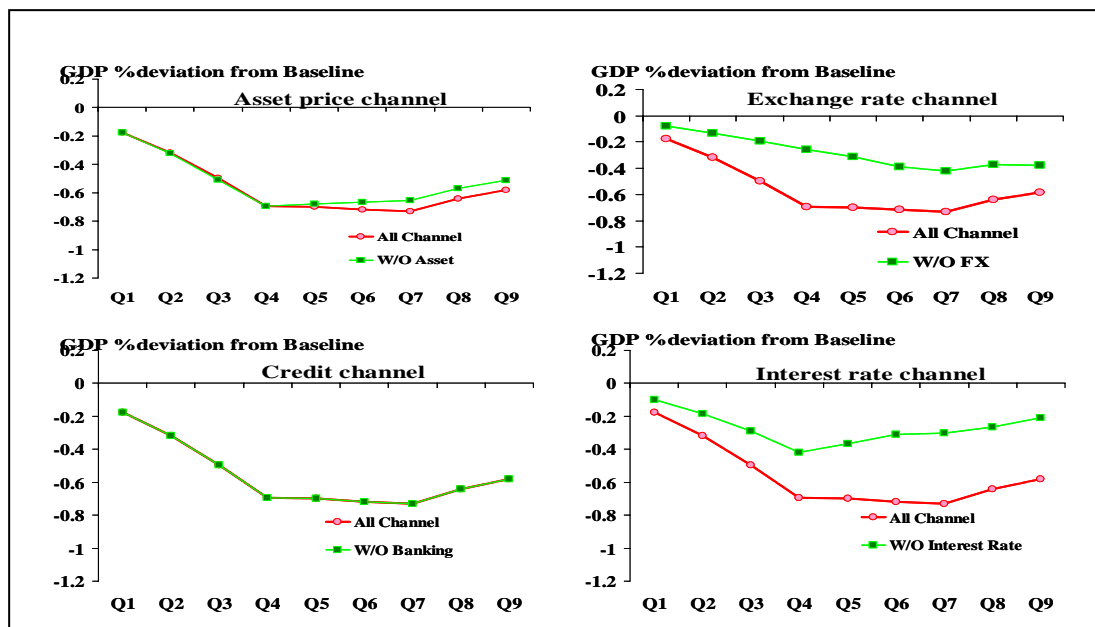 GDP %deviation from Baseline
Asset price channel
0.2
0
-0.2
-0.4
-0.6
-0.8
-1
-1.2
All Channel
W/O Asset
Q1 Q2 Q3 Q4 Q5 Q6 Q7 Q8 Q9
GDP %deviation from Baseline
Exchange rate channel
0.2
0
-0.2
-0.4
-0.6
-0.8
-1
-1.2
All Channel
W/O FX
Q1 Q2 Q3 Q4 Q5 Q6 Q7 Q8 Q9
GDP %deviation from Baseline
Credit channel
0.2
0
-0.2
-0.4
-0.6
-0.8
-1
-1.2
All Channel
W/O Banking
Q1 Q2 Q3 Q4 Q5 Q6 Q7 Q8 Q9
GDP %deviation from Baseline
Interest rate channel
0.2
0
-0.2
-0.4
-0.6
-0.8
-1
-1.2
All Channel
W/O Interest Rate
Q1 Q2 Q3 Q4 Q5 Q6 Q7 Q8 Q9